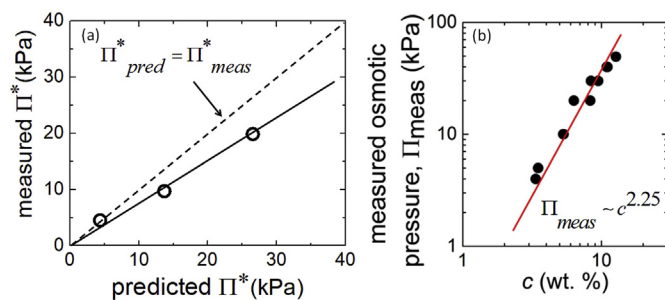 (a)
Π*pred = Π*meas
measured Π*(kPa)
40
30
20
10
0
0 10 20 30 40
predicted Π*(kPa)
(b)
measured osmotic
pressure, Πmeas (kPa)
100
10
1
1 10
c (wt. %)
Πmeas ~c2.25